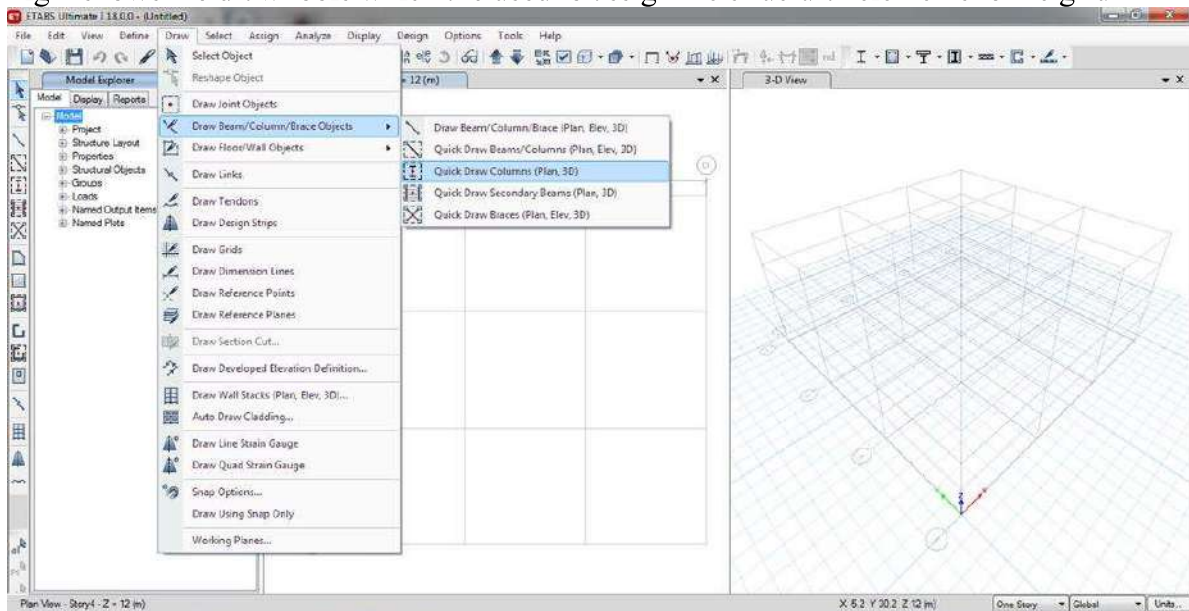 ETABS Ultimate 18.0.0 - (Untitled)
File Edit View Define Draw Select Assign Analyze Display Design Options Tools Help
Model Explorer
- 12 (m)
3-D View
Model Display Reports
Model
Project
Structure Layout
Properties
Structural Objects
Groups
Loads
Named Output Items
Named Plots
Select Object
Reshape Object
Draw Joint Objects
Draw Beam/Column/Brace Objects
Draw Floor/Wall Objects
Draw Links
Draw Tendons
Draw Design Strips
Draw Grids
Draw Dimension Lines
Draw Reference Points
Draw Reference Planes
Draw Section Cut...
Draw Developed Elevation Definition...
Draw Wall Stacks (Plan, Elev, 3D)...
Auto Draw Cladding...
Draw Line Strain Gauge
Draw Quad Strain Gauge
Snap Options...
Draw Using Snap Only
Working Planes...
Draw Beam/Column/Brace (Plan, Elev, 3D)
Quick Draw Beams/Columns (Plan, Elev, 3D)
Quick Draw Columns (Plan, 3D)
Quick Draw Secondary Beams (Plan, 3D)
Quick Draw Braces (Plan, Elev, 3D)
Z
Plan View - Story4 - Z = 12 (m)
X 6.2 Y 30.2 Z 12 (m)
One Story
Global
Units...